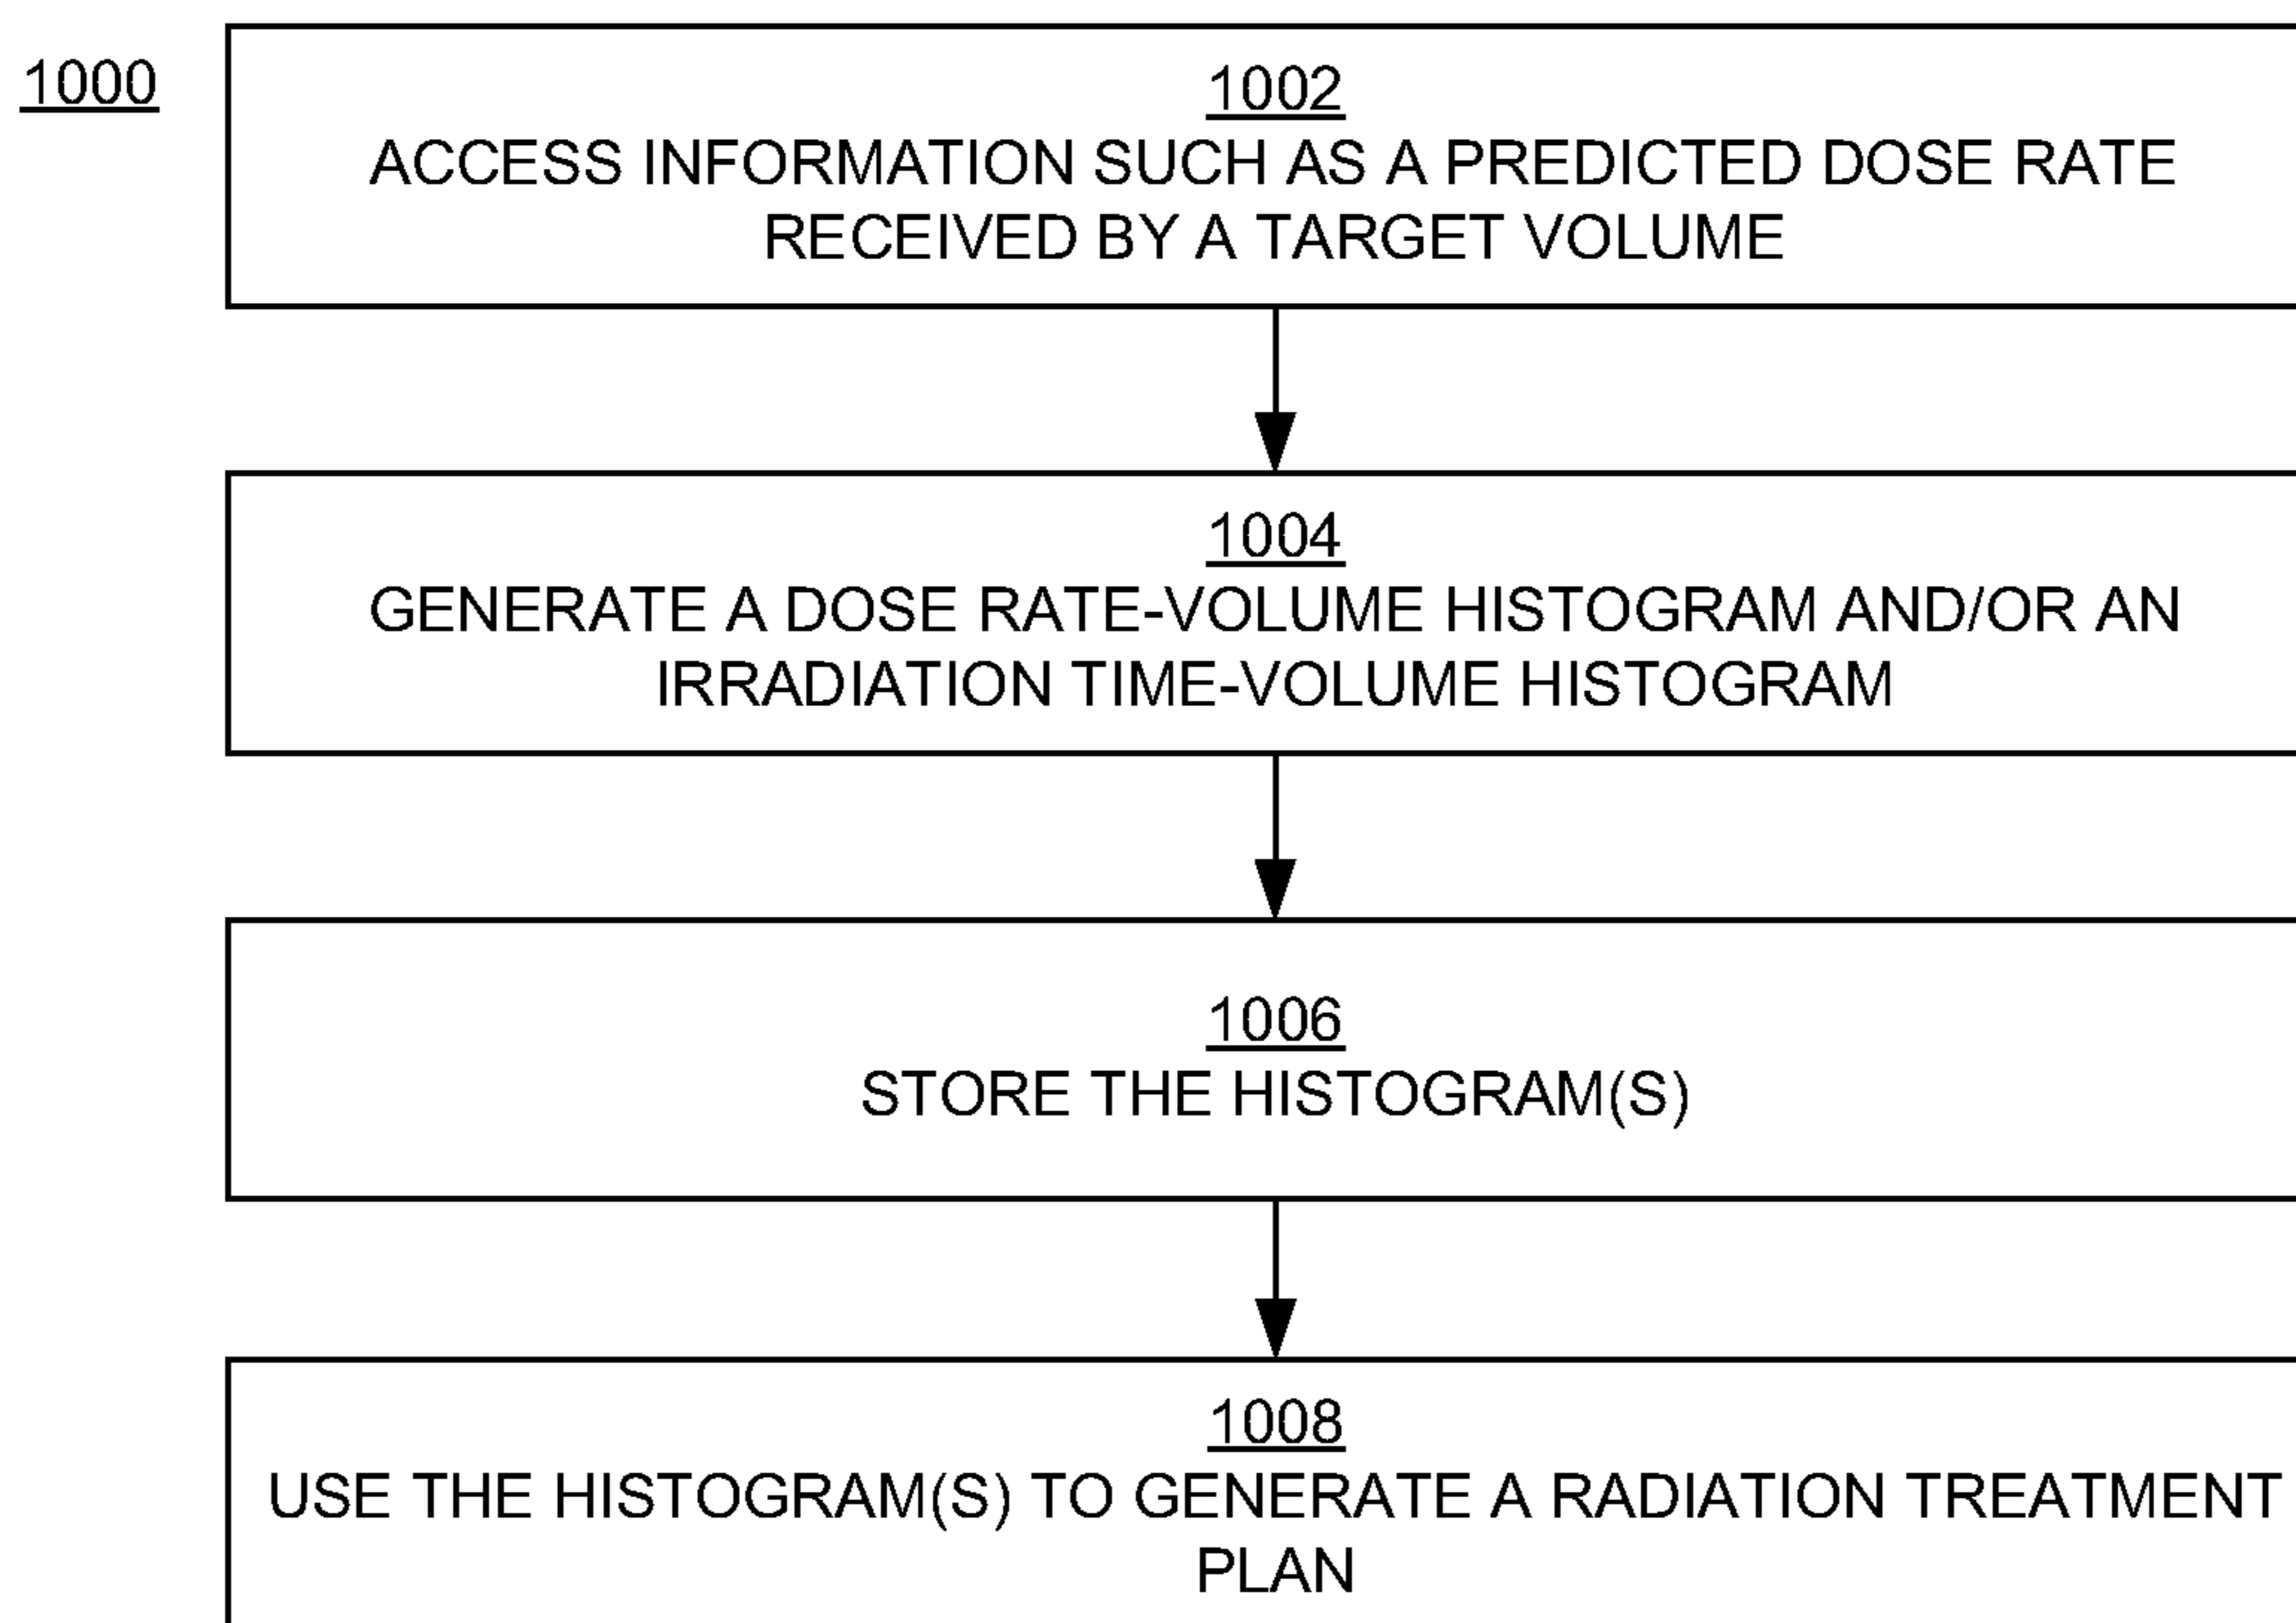 1000
1002
ACCESS INFORMATION SUCH AS A PREDICTED DOSE RATE
RECEIVED BY A TARGET VOLUME
1004
GENERATE A DOSE RATE-VOLUME HISTOGRAM AND/OR AN
IRRADIATION TIME-VOLUME HISTOGRAM
1006
STORE THE HISTOGRAM(S)
1008
USE THE HISTOGRAM(S) TO GENERATE A RADIATION TREATMENT
PLAN